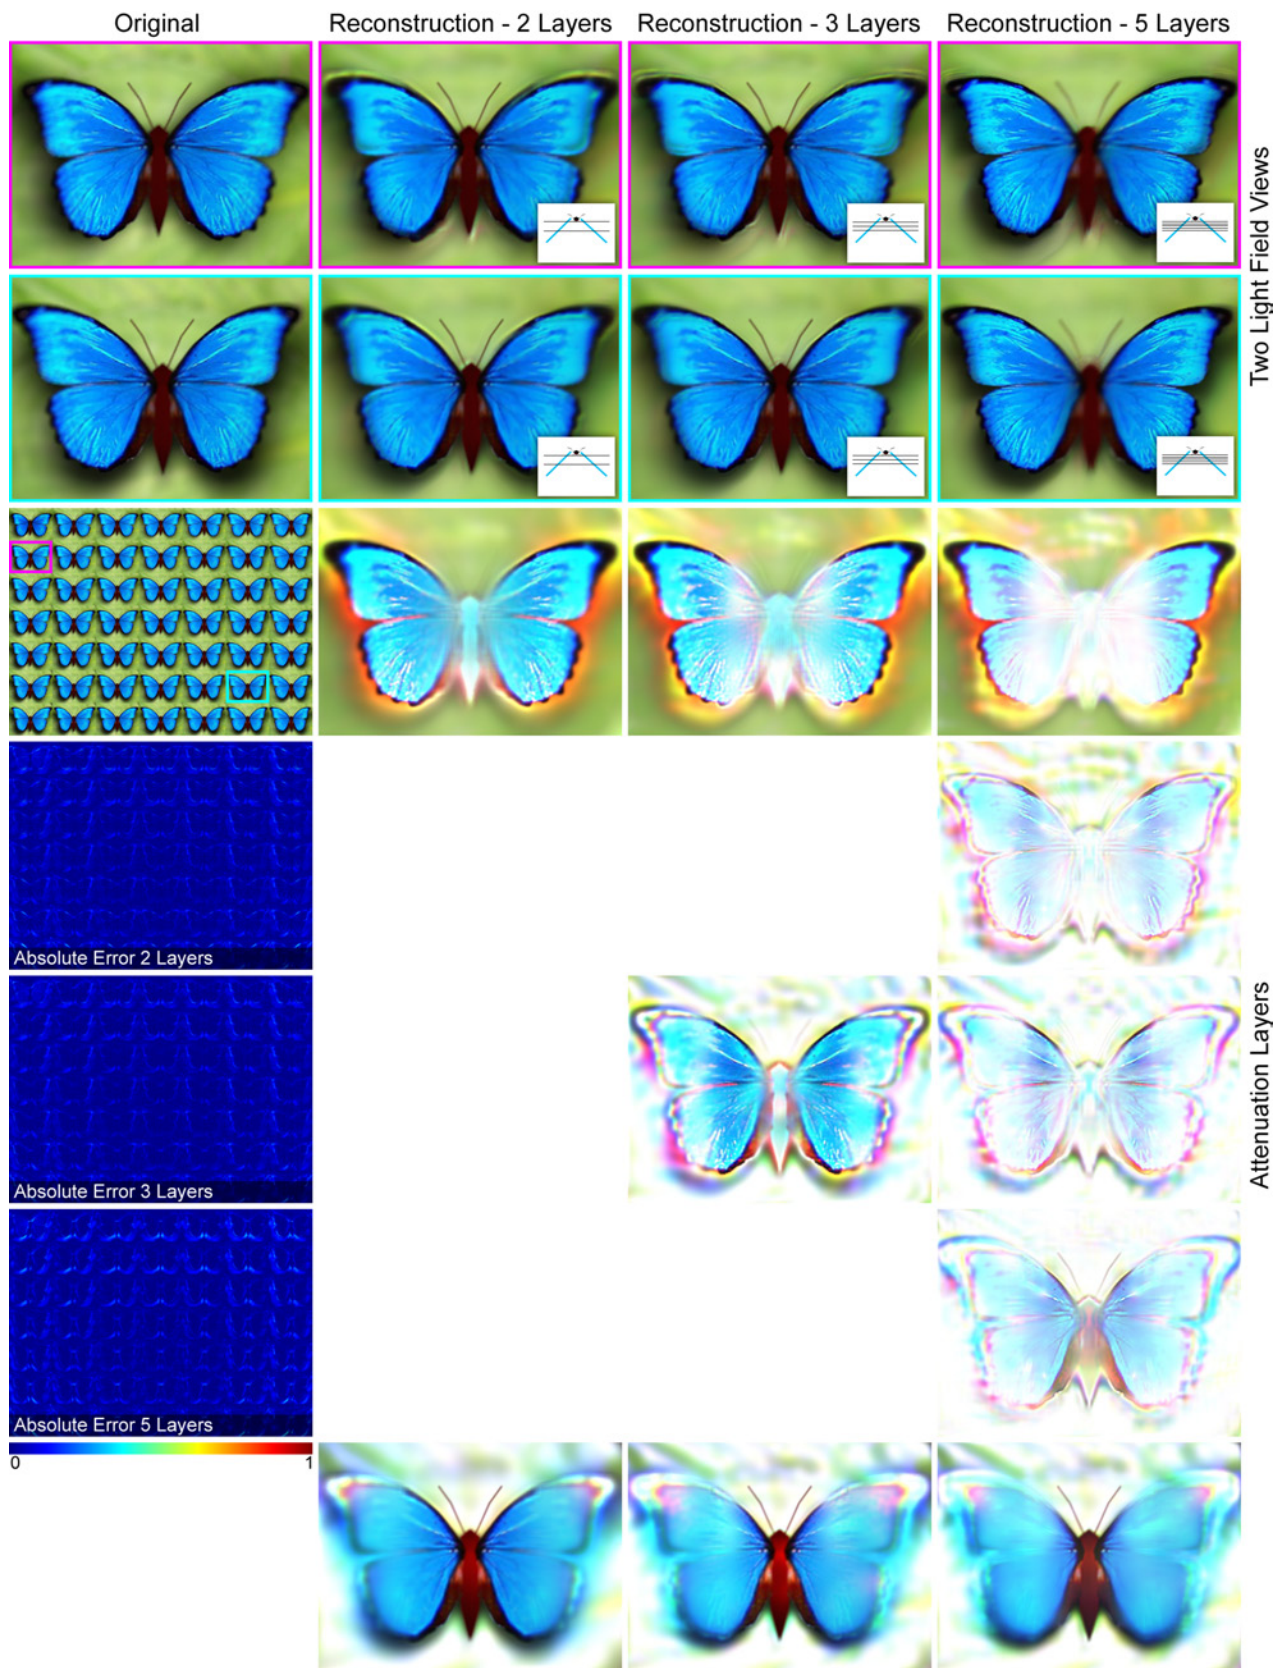 Original
Reconstruction - 2 Layers
Reconstruction - 3 Layers
Reconstruction - 5 Layers
Two Light Field Views
Absolute Error 2 Layers
Absolute Error 3 Layers
Attenuation Layers
Absolute Error 5 Layers
0
1